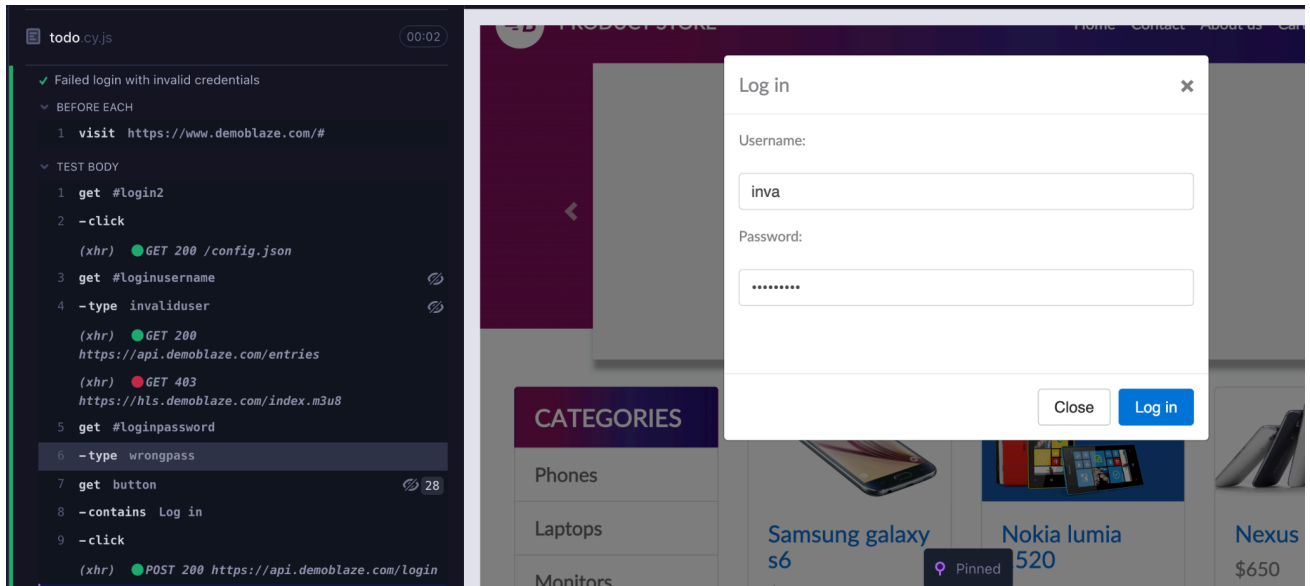 todo.cy.js
00:02
Failed login with invalid credentials
BEFORE EACH
1 visit https://www.demoblaze.com/#
TEST BODY
1 get #login2
2 -click
(xhr) GET 200 /config.json
3 get #loginusername
4 -type invaliduser
(xhr) GET 200
https://api.demoblaze.com/entries
(xhr) GET 403
https://hls.demoblaze.com/index.m3u8
5 get #loginpassword
6 -type wrongpass
7 get button 28
8 -contains Log in
9 -click
(xhr) POST 200 https://api.demoblaze.com/login
PRODUCT STORE
Home Contact About us
Log in
×
Username:
inva
Password:
•••••••••
Close Log in
CATEGORIES
Phones
Laptops
Monitors
Samsung galaxy
s6
Nokia lumia
1520
Nexus
$650
Pinned